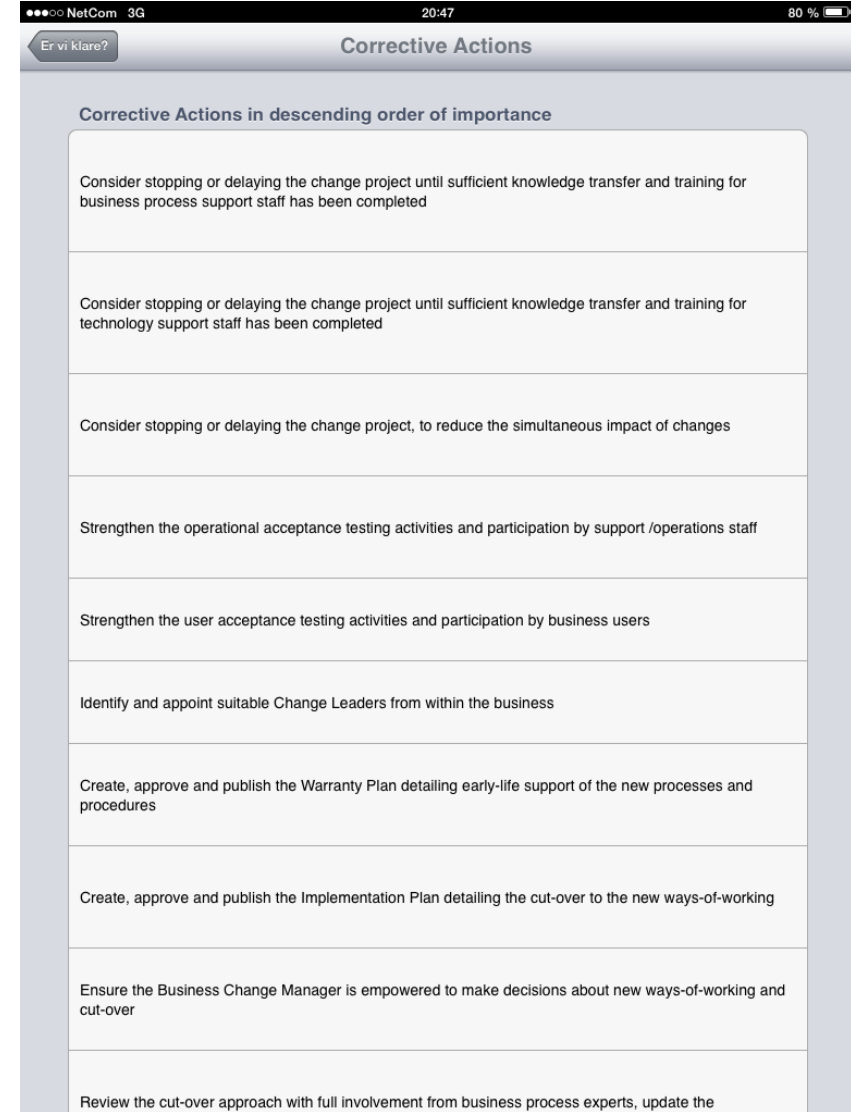 NetCom 3G 20:47 80 %
Er vi klare? Corrective Actions
Corrective Actions in descending order of importance
Consider stopping or delaying the change project until sufficient knowledge transfer and training for
business process support staff has been completed
Consider stopping or delaying the change project until sufficient knowledge transfer and training for
technology support staff has been completed
Consider stopping or delaying the change project, to reduce the simultaneous impact of changes
Strengthen the operational acceptance testing activities and participation by support /operations staff
Strengthen the user acceptance testing activities and participation by business users
Identify and appoint suitable Change Leaders from within the business
Create, approve and publish the Warranty Plan detailing early-life support of the new processes and
procedures
Create, approve and publish the Implementation Plan detailing the cut-over to the new ways-of-working
Ensure the Business Change Manager is empowered to make decisions about new ways-of-working and
cut-over
Review the cut-over approach with full involvement from business process experts, update the